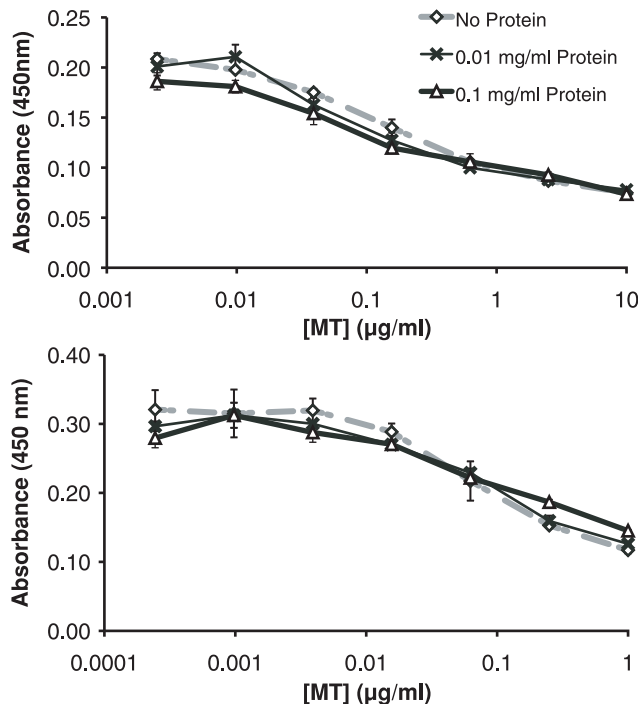 No Protein
0.01 mg/ml Protein
0.1 mg/ml Protein
Absorbance (450nm)
0.25
0.20
0.15
0.10
0.05
0.00
0.001 0.01 0.1 1 10
[MT] (µg/ml)
Absorbance (450 nm)
0.40
0.30
0.20
0.10
0.00
0.0001 0.001 0.01 0.1 1
[MT] (µg/ml)